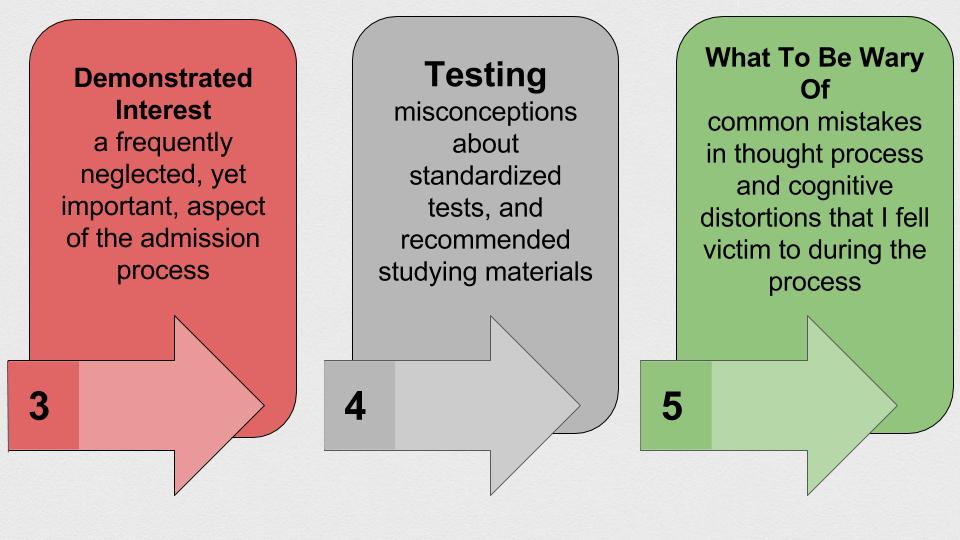 Demonstrated
Interest
a frequently
neglected, yet
important, aspect
of the admission
process
3
Testing
misconceptions
about
standardized
tests, and
recommended
studying materials
4
What To Be Wary
Of
common mistakes
in thought process
and cognitive
distortions that I fell
victim to during the
process
5